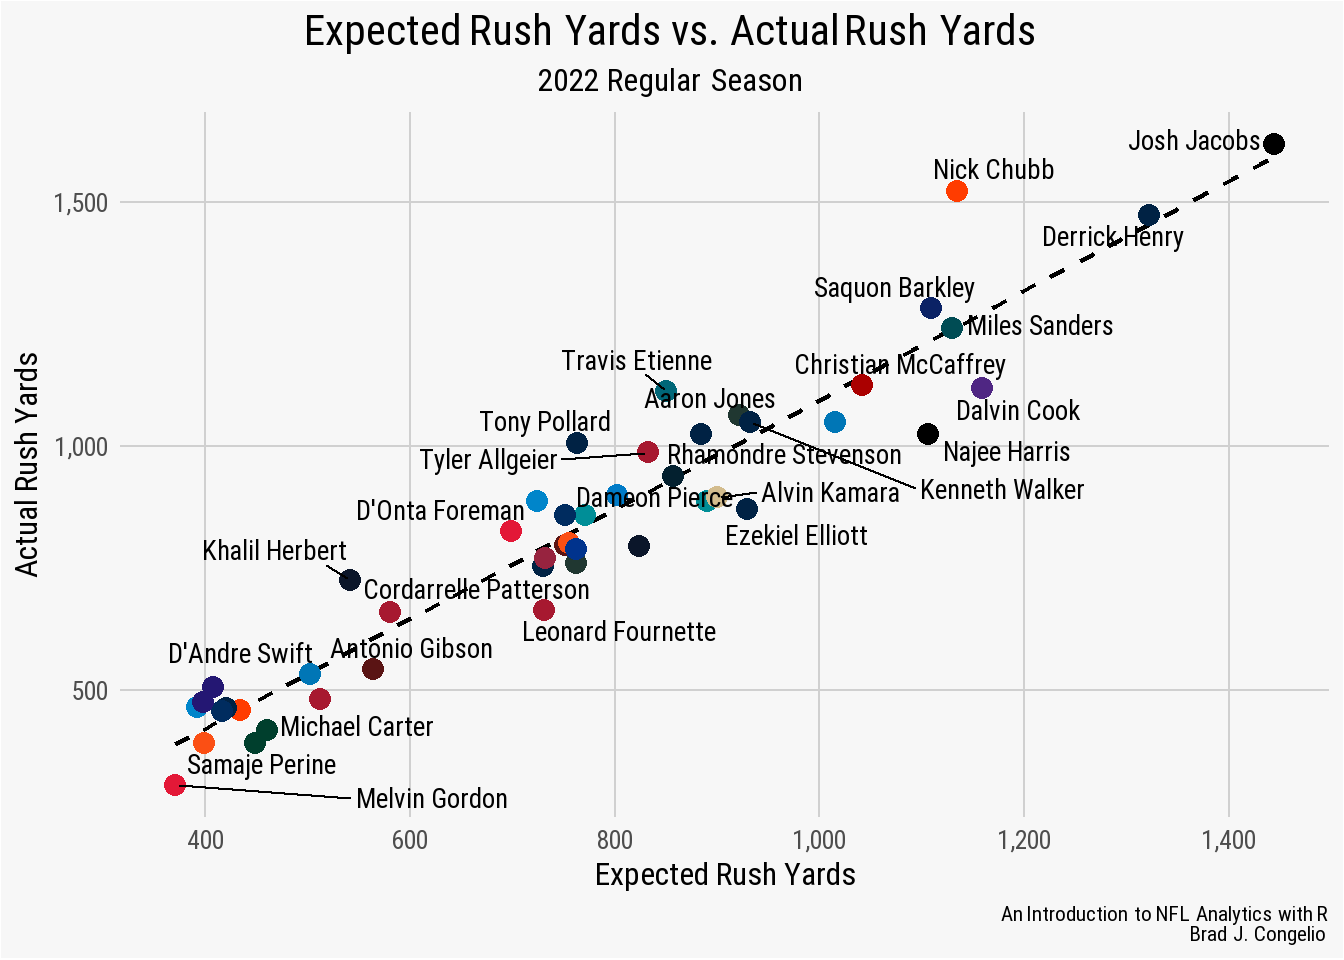 Expected Rush Yards vs. Actual Rush Yards
2022 Regular Season
Josh Jacobs
Nick Chubb
1,500
Derrick Henry
Saquon Barkley
Miles Sanders
Travis Etienne
Christian McCaffrey
Aaron Jones
Dalvin Cook
Tony Pollard
1,000
Najee Harris
Tyler Allgeier
Rhamondre Stevenson
Kenneth Walker
Alvin Kamara
Dameon Pierce
D'Onta Foreman
Ezekiel Elliott
Khalil Herbert
Cordarrelle Patterson
Leonard Fournette
Antonio Gibson
D'Andre Swift
500
Michael Carter
Samaje Perine
Melvin Gordon
Actual Rush Yards
400 600 800 1,000 1,200 1,400
Expected Rush Yards
An Introduction to NFL Analytics with R
Brad J. Congelio